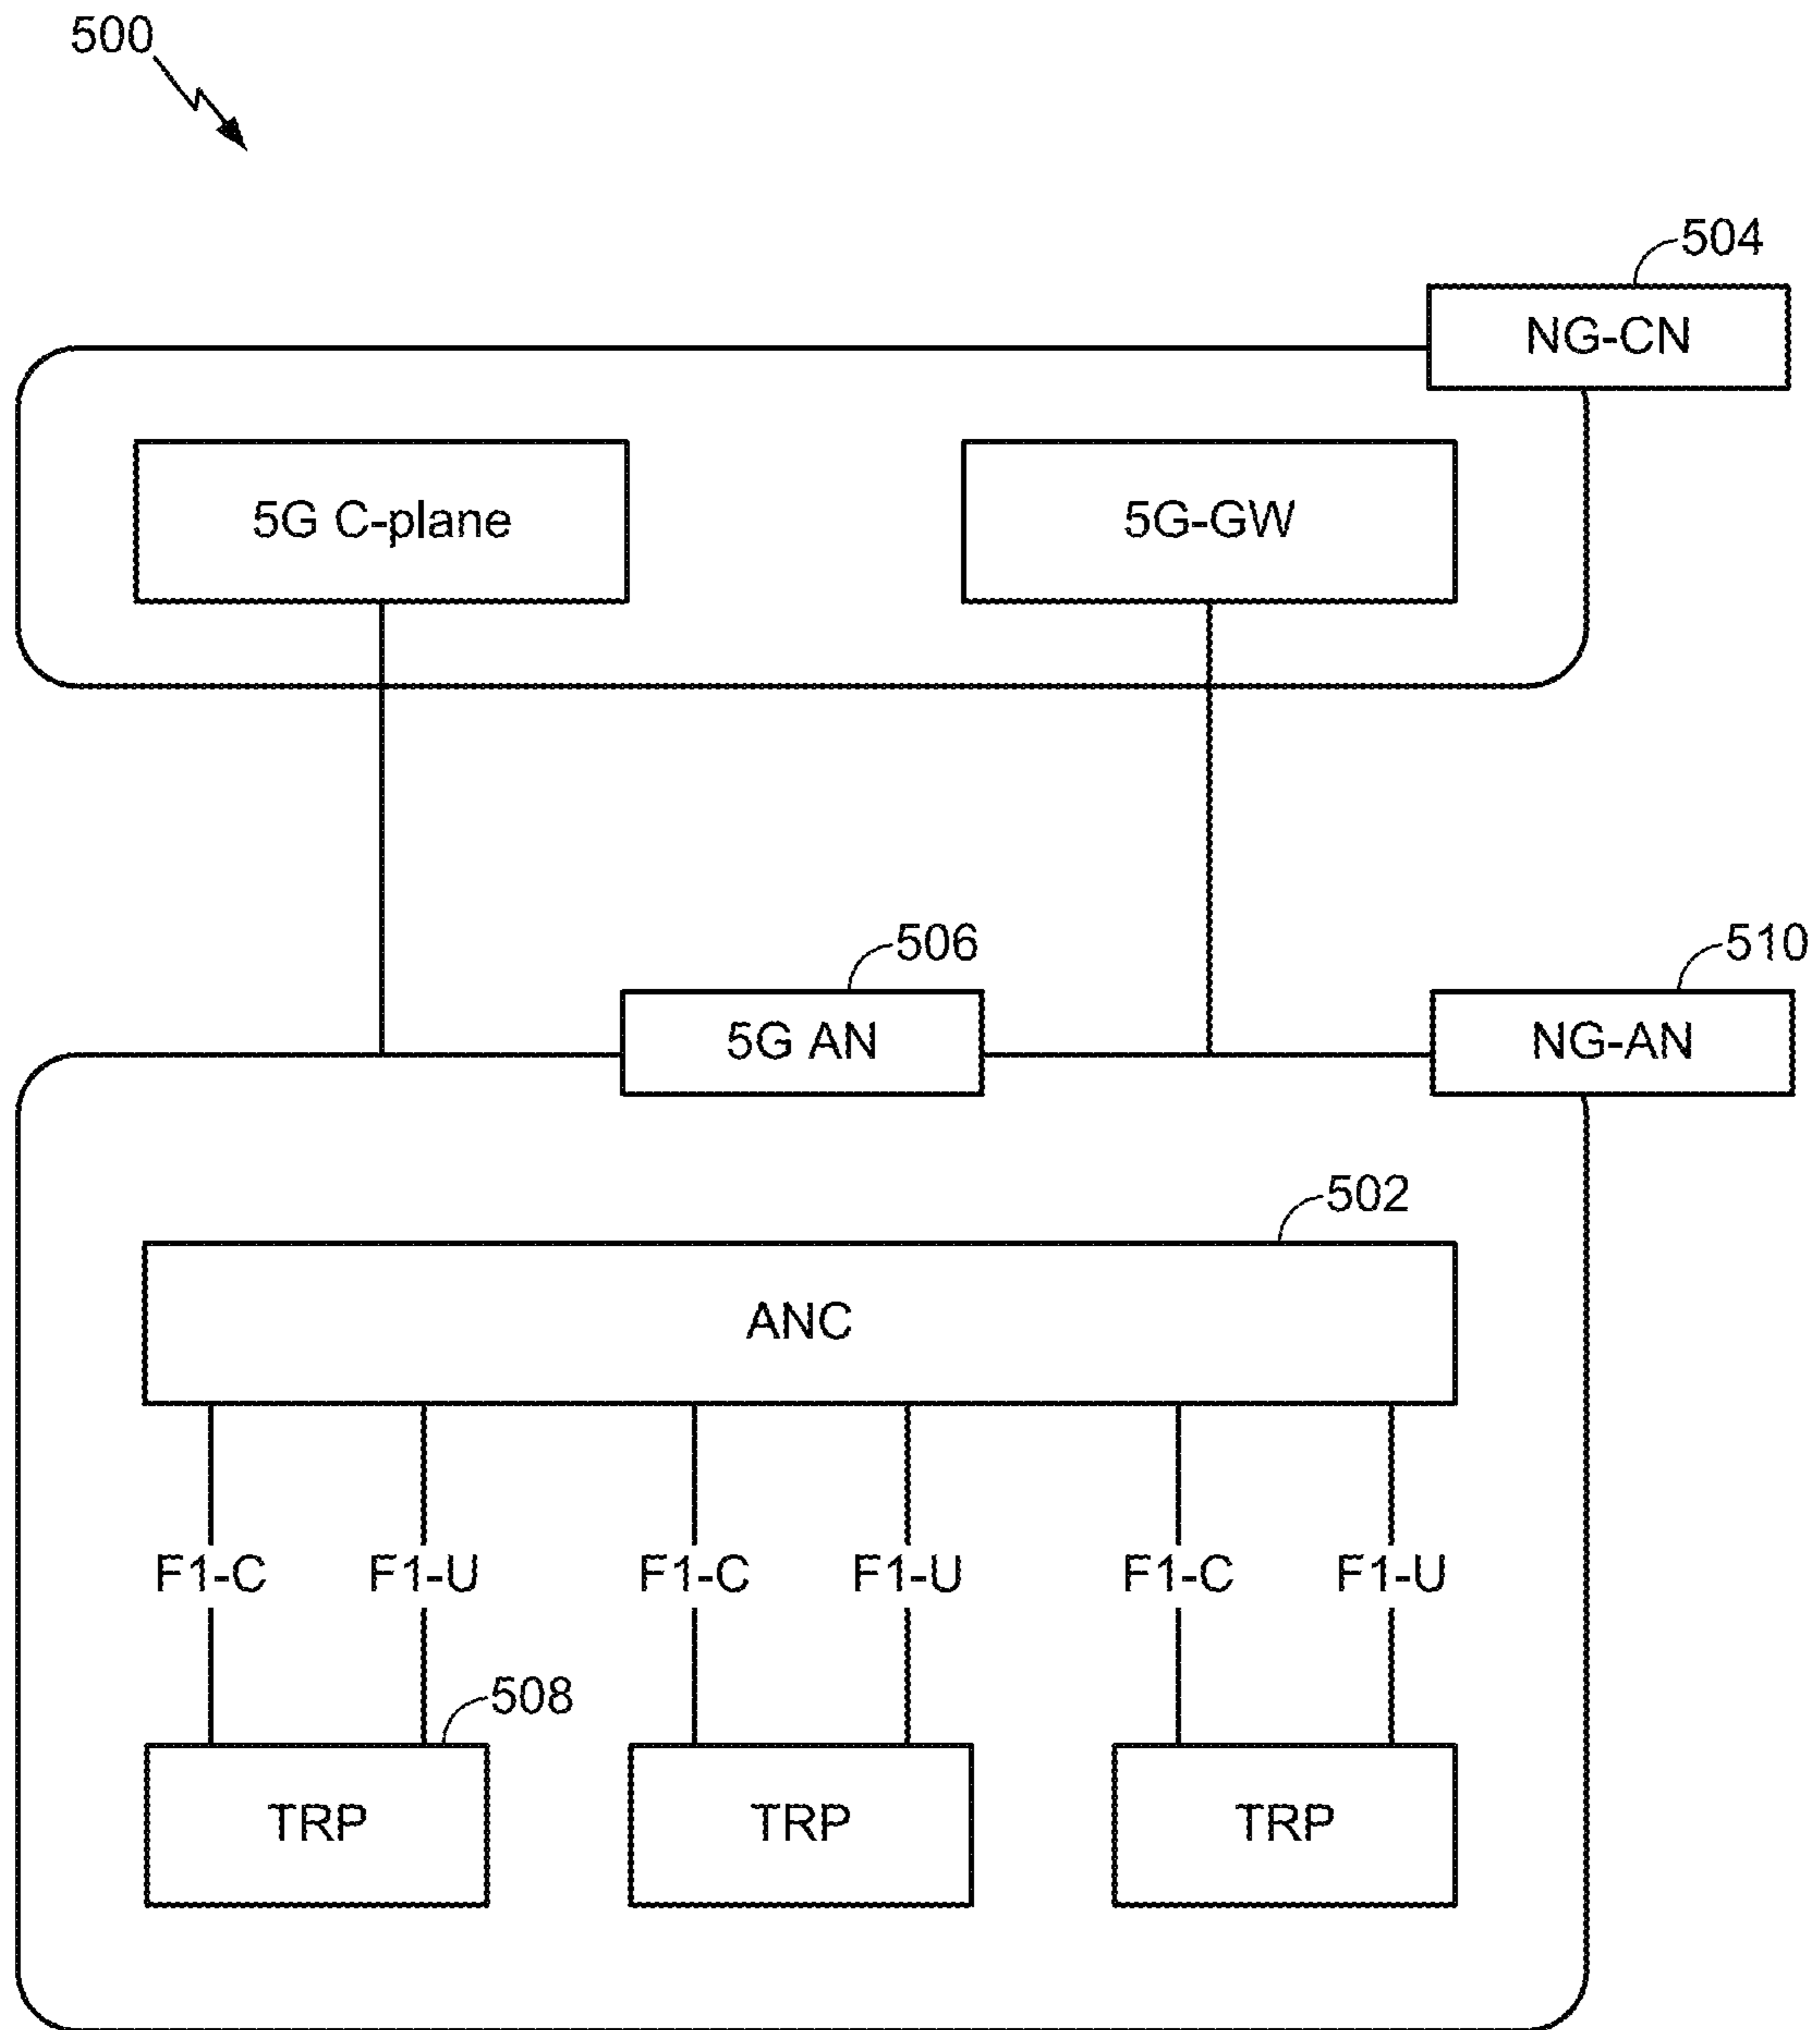 500
504
NG-CN
5G C-plane
5G-GW
506
510
5G AN
NG-AN
502
ANC
F1-C F1-U F1-C F1-U F1-C F1-U
508
TRP TRP TRP